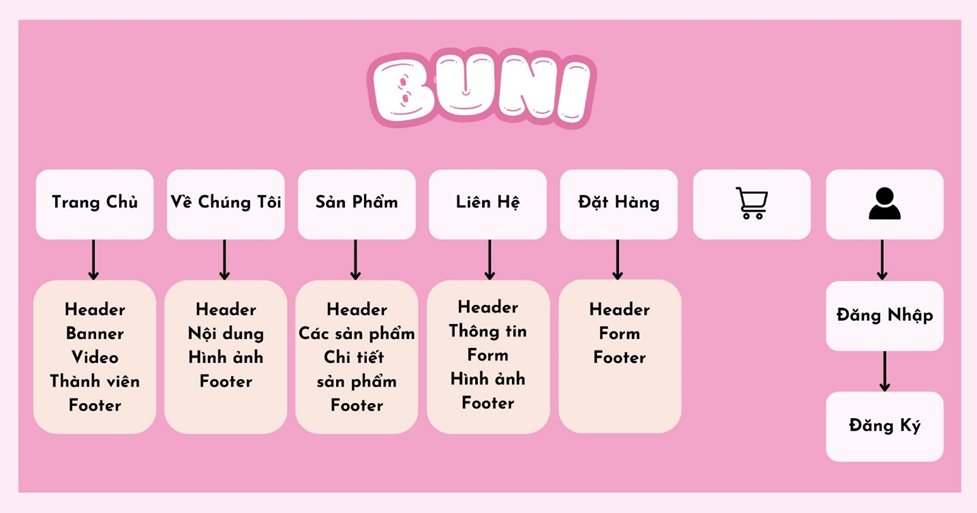 BUNI
Trang Chủ
Về Chúng Tôi
Sản Phẩm
Liên Hệ
Đặt Hàng
Header
Banner
Video
Thành viên
Footer
Header
Nội dung
Hình ảnh
Footer
Header
Các sản phẩm
Chi tiết
sản phẩm
Footer
Header
Thông tin
Form
Hình ảnh
Footer
Header
Form
Footer
Đăng Nhập
Đăng Ký